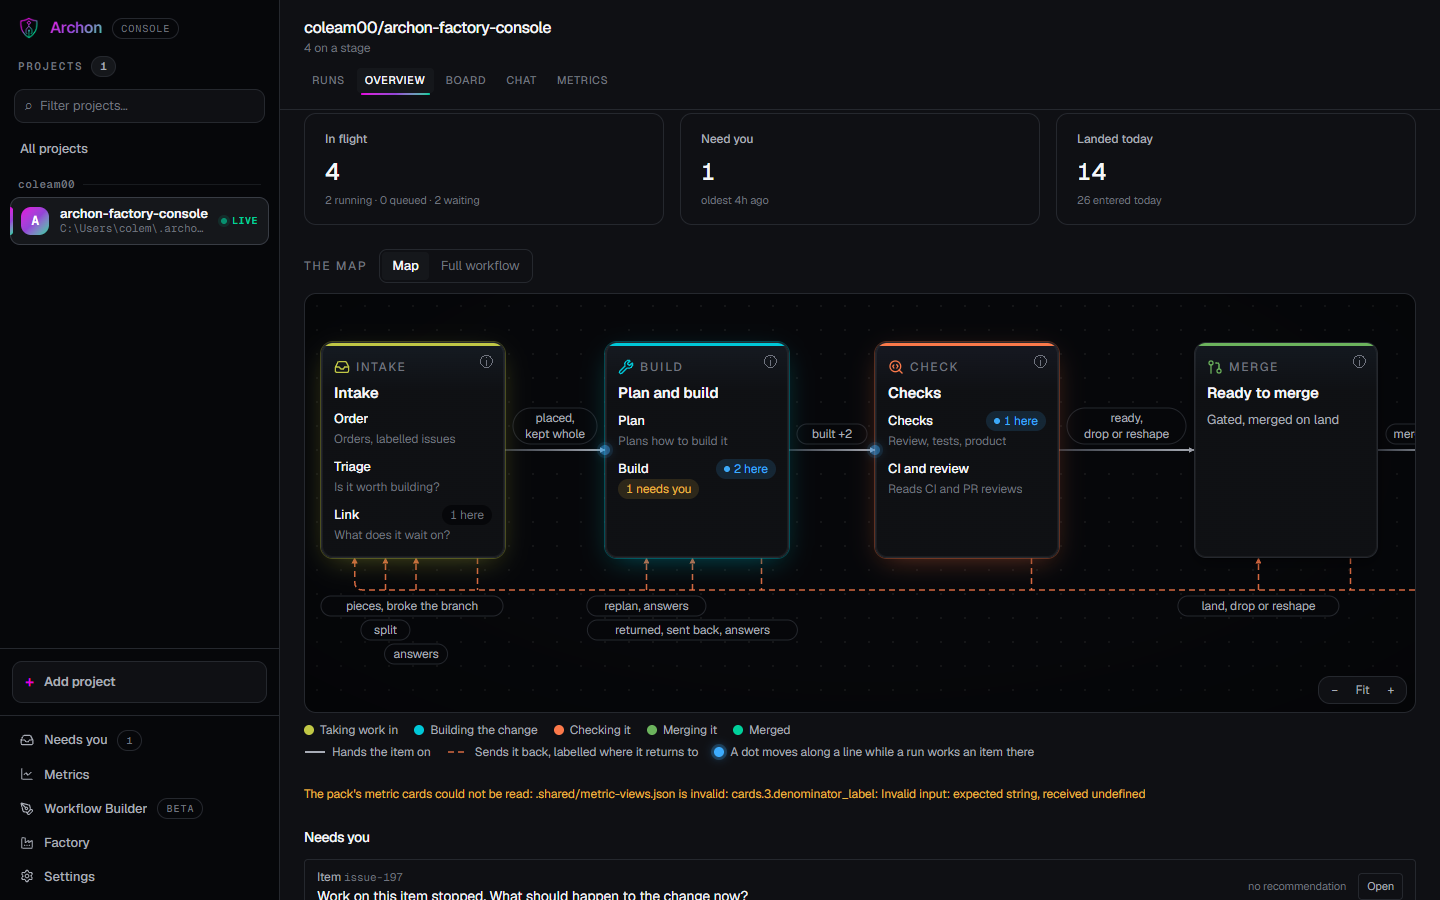 Archon CONSOLE
PROJECTS 1
Filter projects...
All projects
coleam00
A
archon-factory-console
LIVE
C:\Users\colem\.archo…
Add project
Needs you 1
Metrics
Workflow Builder BETA
Factory
Settings
coleam00/archon-factory-console
4 on a stage
RUNS OVERVIEW BOARD CHAT METRICS
In flight
4
2 running · 0 queued · 2 waiting
Need you
1
oldest 4h ago
Landed today
14
26 entered today
THE MAP Map Full workflow
INTAKE
Intake
Order
Orders, labelled issues
Triage
Is it worth building?
Link 1 here
What does it wait on?
placed,
kept whole
BUILD
Plan and build
Plan
Plans how to build it
Build 2 here
1 needs you
built +2
CHECK
Checks
Checks 1 here
Review, tests, product
CI and review
Reads CI and PR reviews
ready,
drop or reshape
MERGE
Ready to merge
Gated, merged on land
mer
pieces, broke the branch
split
answers
replan, answers
returned, sent back, answers
land, drop or reshape
− Fit +
Taking work in Building the change Checking it Merging it Merged
Hands the item on Sends it back, labelled where it returns to A dot moves along a line while a run works an item there
The pack's metric cards could not be read: .shared/metric-views.json is invalid: cards.3.denominator_label: Invalid input: expected string, received undefined
Needs you
Item issue-197
Work on this item stopped. What should happen to the change now?
no recommendation Open